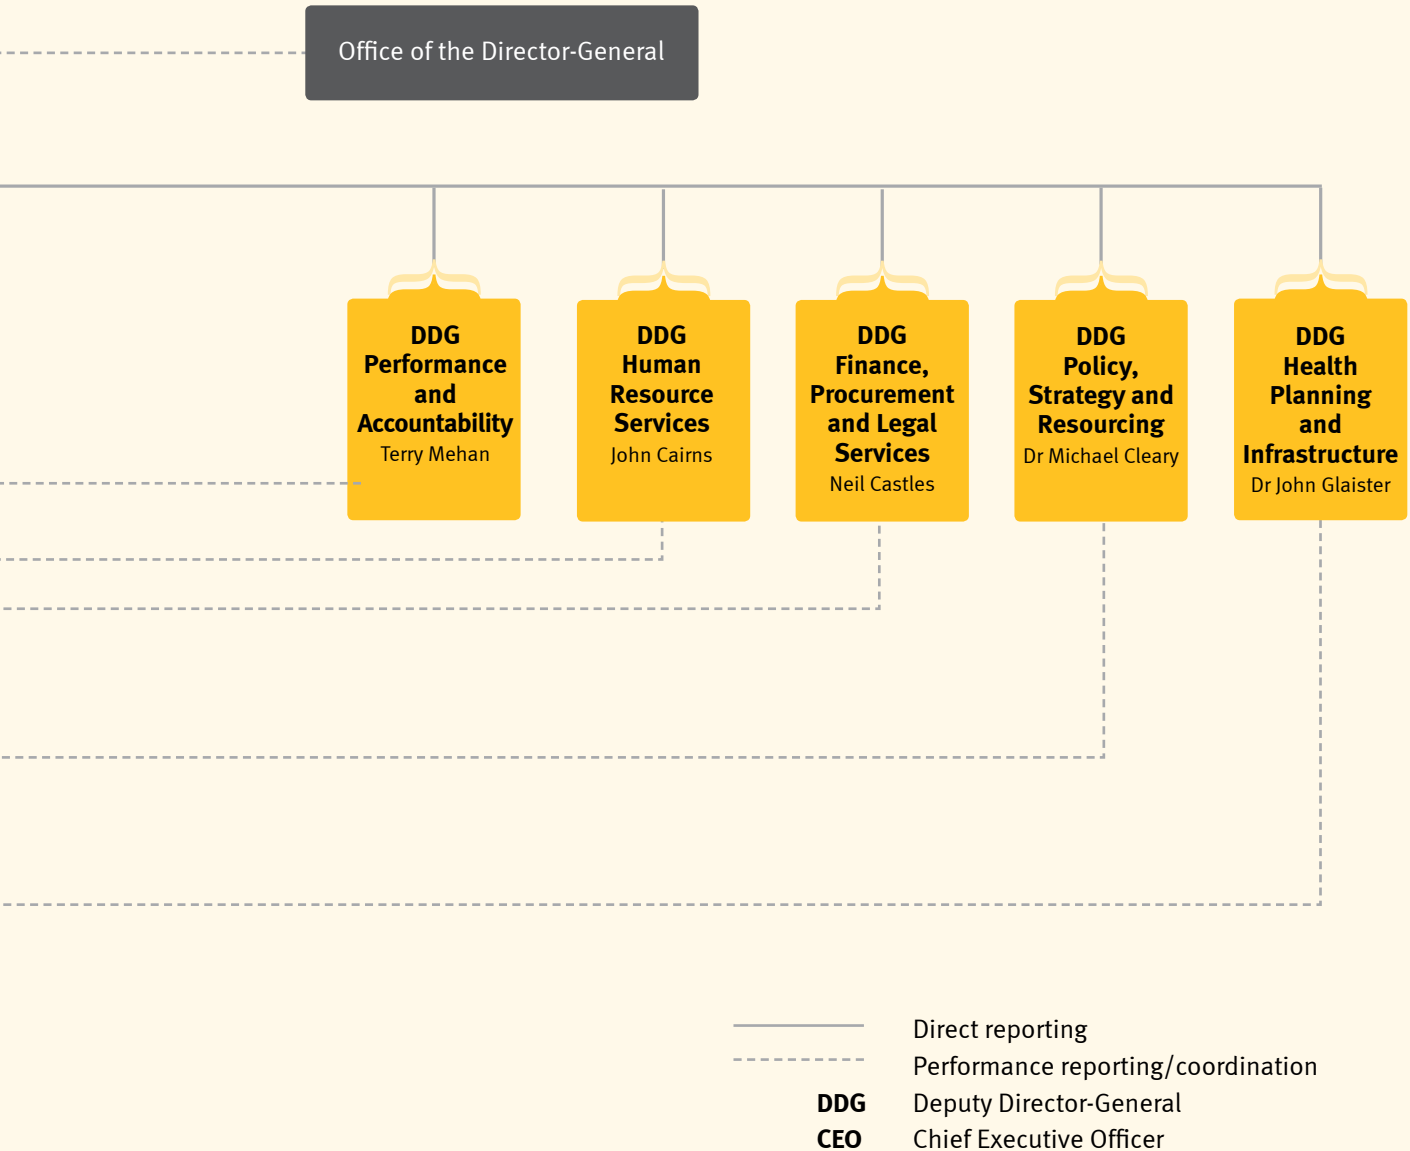 Office of the Director-General
DDG
Performance
and
Accountability
Terry Mehan
DDG
Human
Resource
Services
John Cairns
DDG
Finance,
Procurement
and Legal
Services
Neil Castles
DDG
Policy,
Strategy and
Resourcing
Dr Michael Cleary
DDG
Health
Planning
and
Infrastructure
Dr John Glaister
Direct reporting
Performance reporting/coordination
DDG Deputy Director-General
CEO Chief Executive Officer